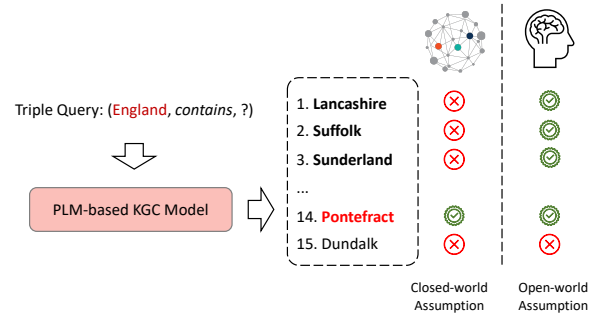 Triple Query: (England, contains, ?)
PLM-based KGC Model
1. Lancashire
2. Suffolk
3. Sunderland
...
14. Pontefract
15. Dundalk
Closed-world
Assumption
Open-world
Assumption